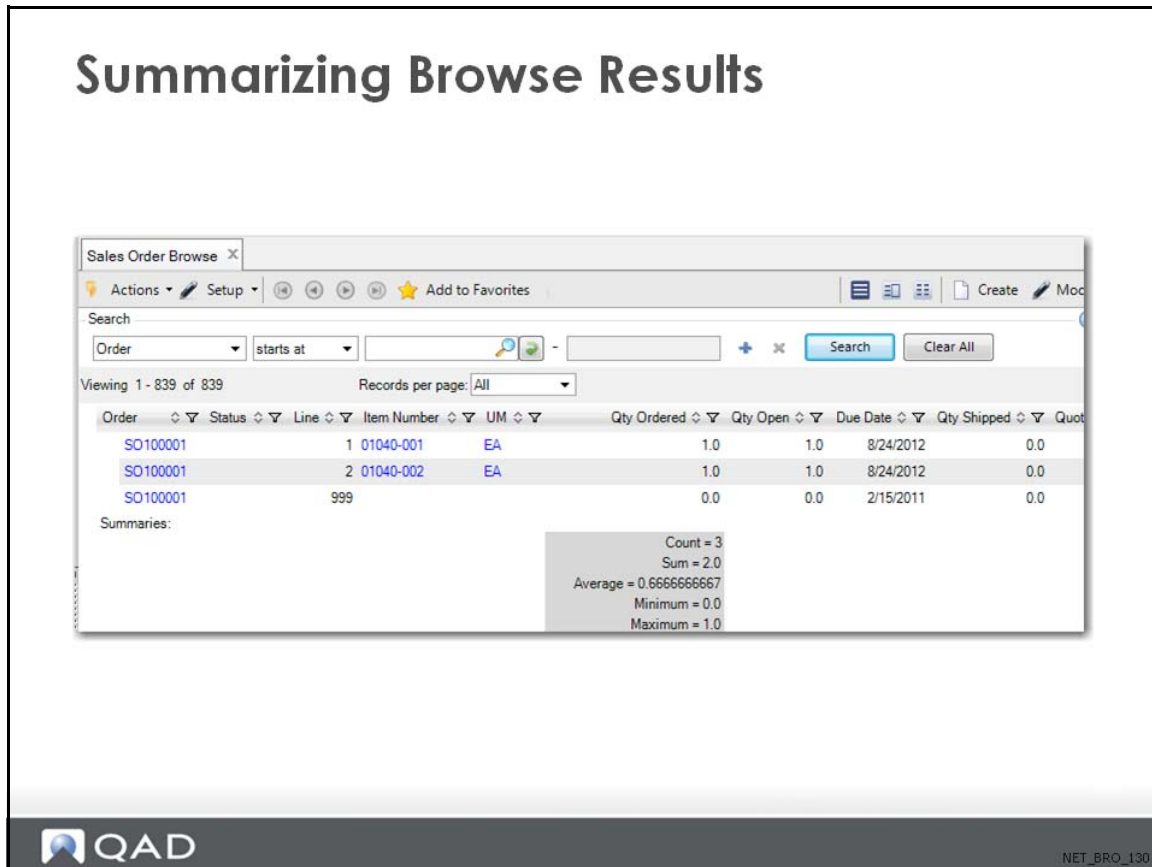 Summarizing Browse Results
Sales Order Browse
Actions Setup Add to Favorites Create
Search
Order starts at - Search Clear All
Viewing 1 - 839 of 839 Records per page: All
Order Status Line Item Number UM Qty Ordered Qty Open Due Date Qty Shipped
SO100001 1 01040-001 EA 1.0 1.0 8/24/2012 0.0
SO100001 2 01040-002 EA 1.0 1.0 8/24/2012 0.0
SO100001 999 0.0 0.0 2/15/2011 0.0
Summaries:
Count = 3
Sum = 2.0
Average = 0.6666666667
Minimum = 0.0
Maximum = 1.0
QAD
NET_BRO_130